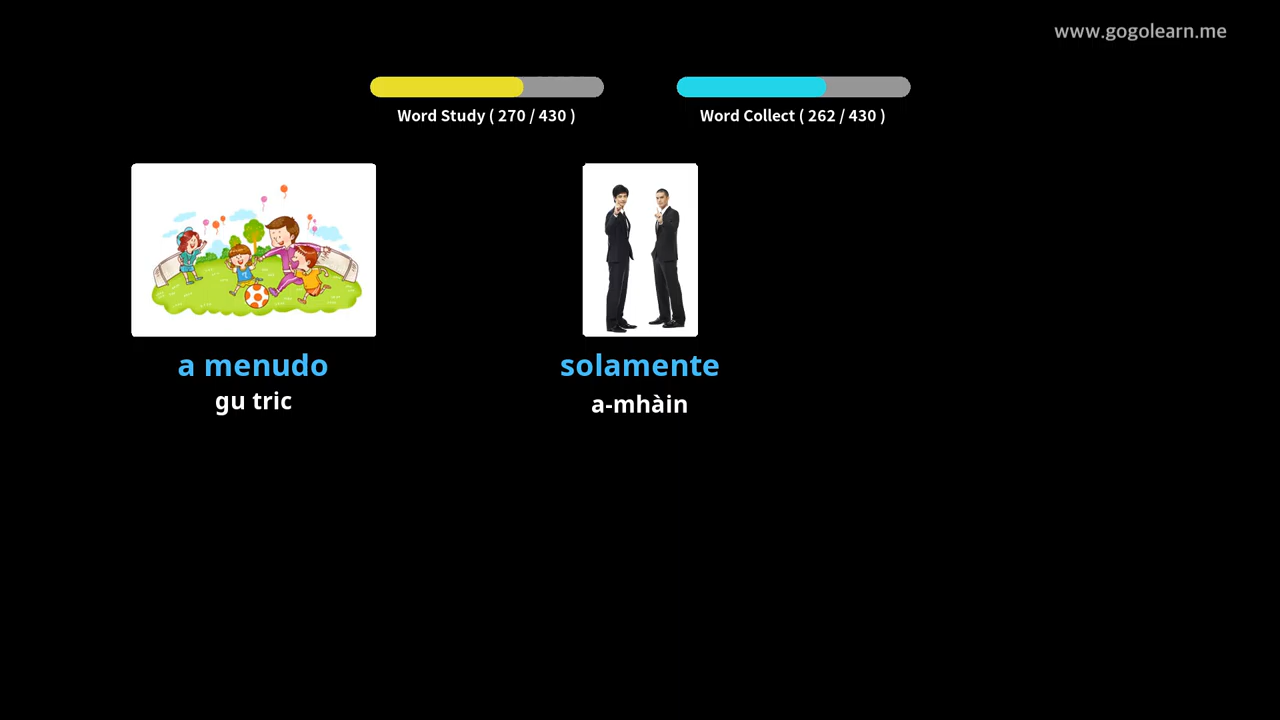 www.gogolearn.me
Word Study ( 270 / 430 )
Word Collect ( 262 / 430 )
a menudo
gu tric
solamente
a-mhàin